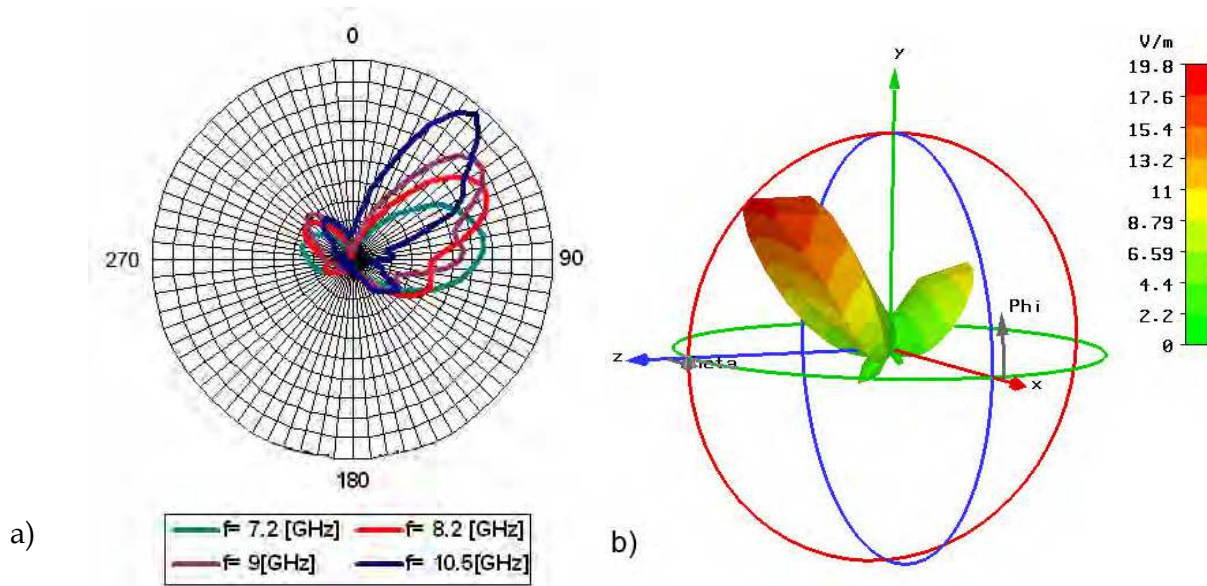 0
90
180
270
f= 7.2 [GHz] f= 8.2 [GHz]
f= 9[GHz] f= 10.5[GHz]
a)
V/m
19.8
17.6
15.4
13.2
11
8.79
6.59
4.4
2.2
0
y
Phi
z
x
b)